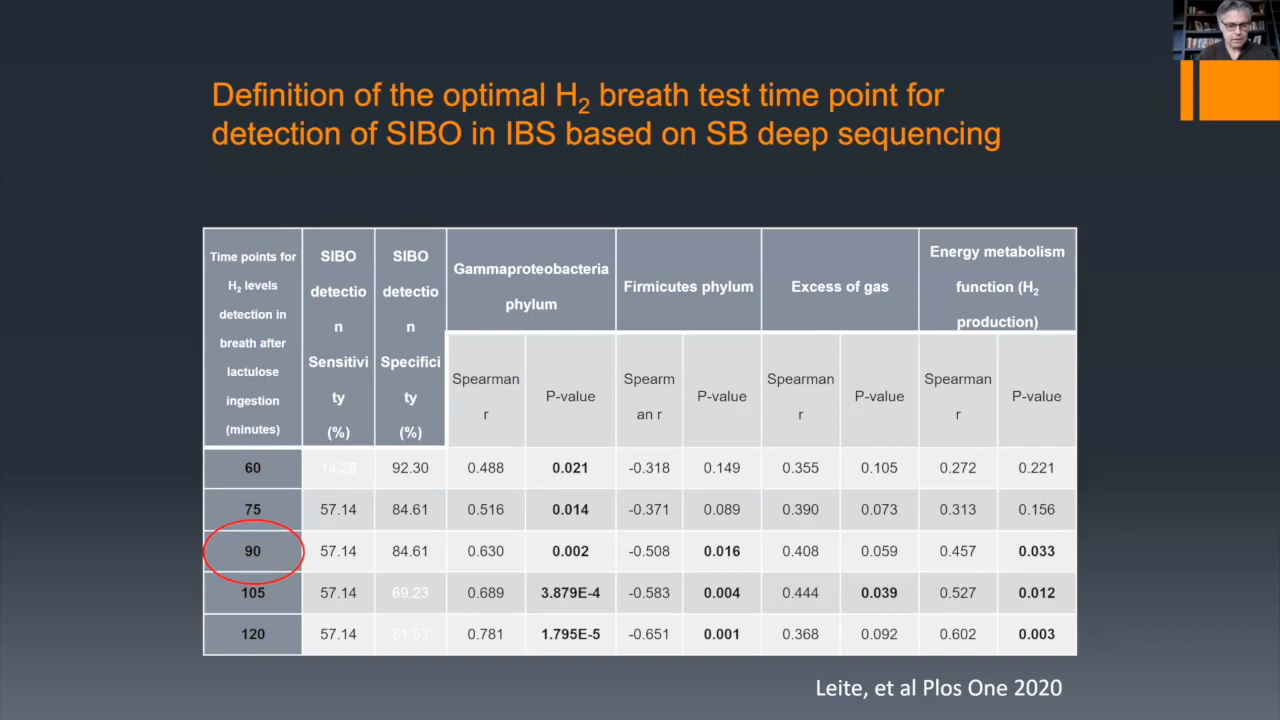 Definition of the optimal H2 breath test time point for
detection of SIBO in IBS based on SB deep sequencing
Time points for
H2 levels
detection in
breath after
lactulose
ingestion
(minutes)
SIBO
detectio
n
Sensitivi
ty
(%)
SIBO
detectio
n
Specifici
ty
(%)
Gammaproteobacteria
phylum
Firmicutes phylum
Excess of gas
Energy metabolism
function (H2
production)
Spearman
r
P-value
Spearm
an r
P-value
Spearman
r
P-value
Spearman
r
P-value
60 14.28 92.30 0.488 0.021 -0.318 0.149 0.355 0.105 0.272 0.221
75 57.14 84.61 0.516 0.014 -0.371 0.089 0.390 0.073 0.313 0.156
90 57.14 84.61 0.630 0.002 -0.508 0.016 0.408 0.059 0.457 0.033
105 57.14 69.23 0.689 3.879E-4 -0.583 0.004 0.444 0.039 0.527 0.012
120 57.14 61.53 0.781 1.795E-5 -0.651 0.001 0.368 0.092 0.602 0.003
Leite, et al Plos One 2020